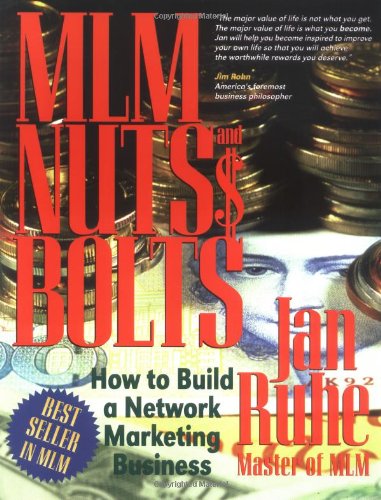 MLM
and
NUT$
BOLT$
"The major value of life is not what you get.
The major value of life is what you become.
Jan will help you become inspired to improve
your own life so that you will achieve
the worthwhile rewards you deserve."
Jim Rohn
America's foremost
business philosopher
K92
Jan
Ruhe
Master of MLM
How to Build
a Network
Marketing
Business
BEST
SELLER
IN MLM